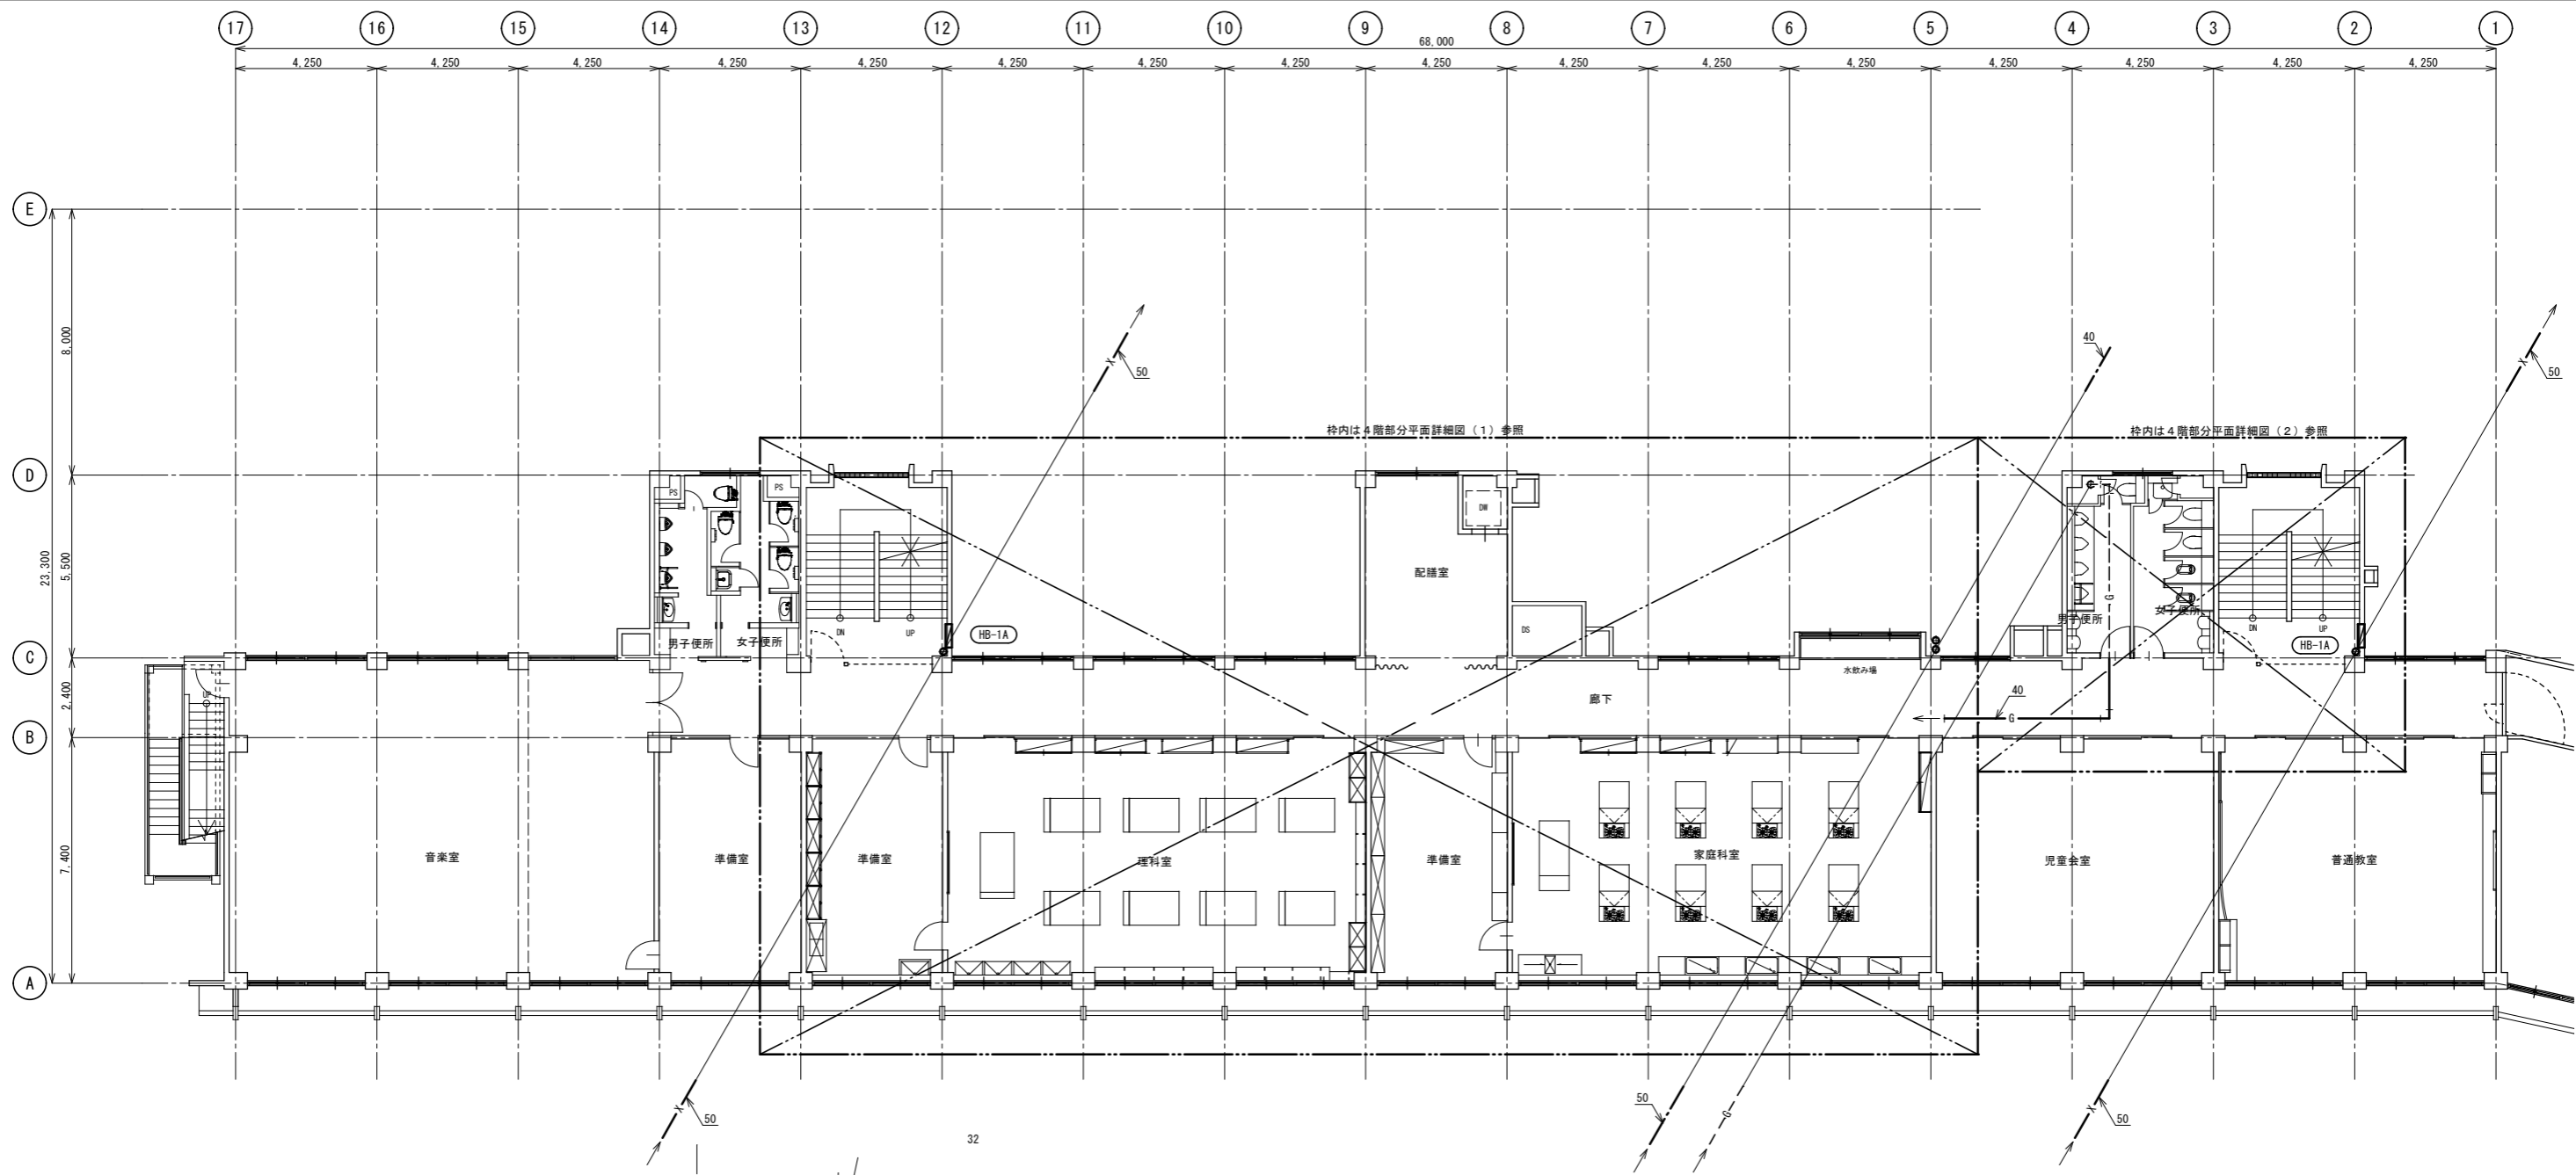 17 16 15 14 13 12 11 10 9 8 7 6 5 4 3 2 1
68,000
4,250 4,250 4,250 4,250 4,250 4,250 4,250 4,250 4,250 4,250 4,250 4,250 4,250 4,250 4,250 4,250
E
8,000
40
X 50
X 50
枠内は４階部分平面詳細図（１）参照
枠内は４階部分平面詳細図（２）参照
D
PS
PS
DW
23,300
5,500
配膳室
G
男子便所
女子便所
DN
UP
HB-1A
DS
男子便所
女子便所
DN
UP
HB-1A
C
水飲み場
2,400
UP
廊下
40
G
B
7,400
音楽室
準備室
準備室
理科室
準備室
家庭科室
児童会室
普通教室
A
X 50
50
G
X 50
32